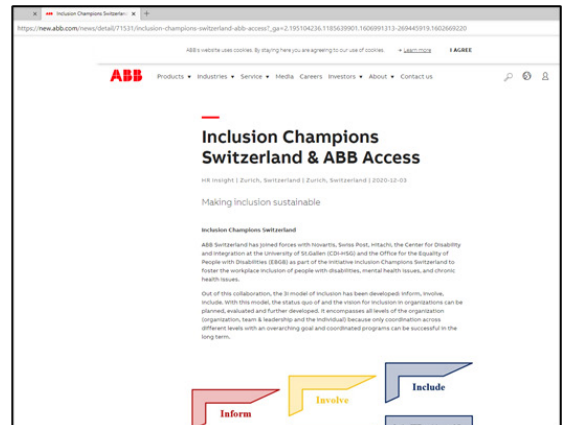 Inclusion Champions Switzerlan
https://new.abb.com/news/detail/71531/inclusion-champions-switzerland-abb-access?_ga=2.195104236.1185639901.1606991313-269445919.1602669220
ABB's website uses cookies. By staying here you are agreeing to our use of cookies. Learn more I AGREE
ABB Products Industries Service Media Careers Investors About Contact us
Inclusion Champions
Switzerland & ABB Access
HR insight | Zurich, Switzerland | Zurich, Switzerland | 2020-12-03
Making inclusion sustainable
Inclusion Champions Switzerland
ABB Switzerland has joined forces with Novartis, Swiss Post, Hitachi, the Center for Disability
and Integration at the University of St.Gallen (CDI-HSG) and the Office for the Equality of
People with Disabilities (EBGB) as part of the initiative Inclusion Champions Switzerland to
foster the workplace inclusion of people with disabilities, mental health issues, and chronic
health issues.
Out of this collaboration, the 3i model of inclusion has been developed: Inform, Involve,
Include. With this model, the status quo of and the vision for inclusion in organizations can be
planned, evaluated and further developed. It encompasses all levels of the organization
(organization, team & leadership and the individual) because only coordination across
different levels with an overarching goal and coordinated programs can be successful in the
long term.
Include
Involve
Inform